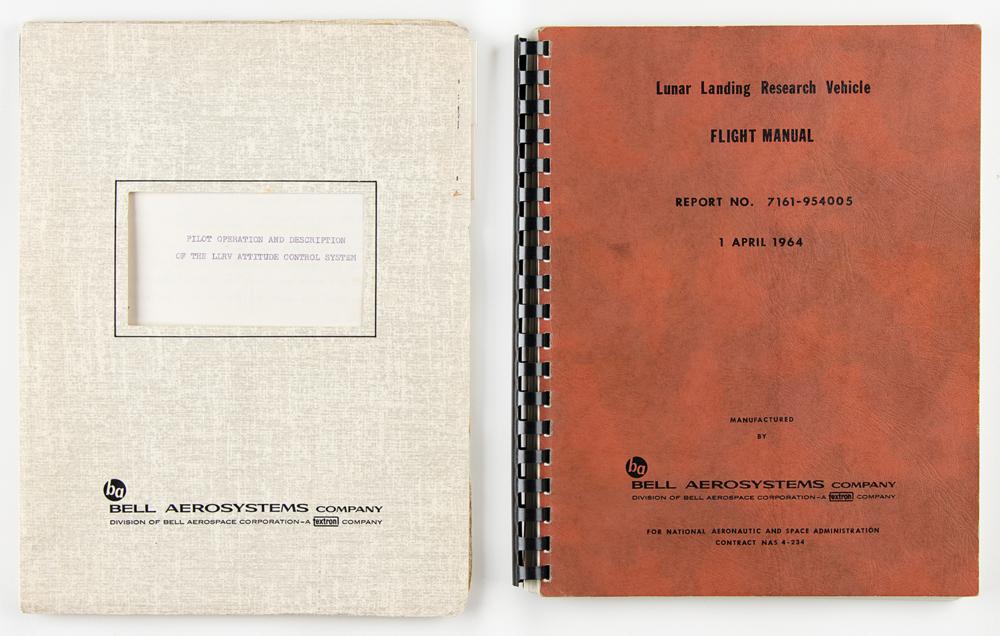 PILOT OPERATION AND DESCRIPTION
OF THE LLRV ATTITUDE CONTROL SYSTEM
ba
BELL AEROSYSTEMS COMPANY
DIVISION OF BELL AEROSPACE CORPORATION-A textron COMPANY
Lunar Landing Research Vehicle
FLIGHT MANUAL
REPORT NO. 7161-954005
1 APRIL 1964
MANUFACTURED
BY
ba
BELL AEROSYSTEMS COMPANY
DIVISION OF BELL AEROSPACE CORPORATION-A textron COMPANY
FOR NATIONAL AERONAUTIC AND SPACE ADMINISTRATION
CONTRACT NAS 4-234